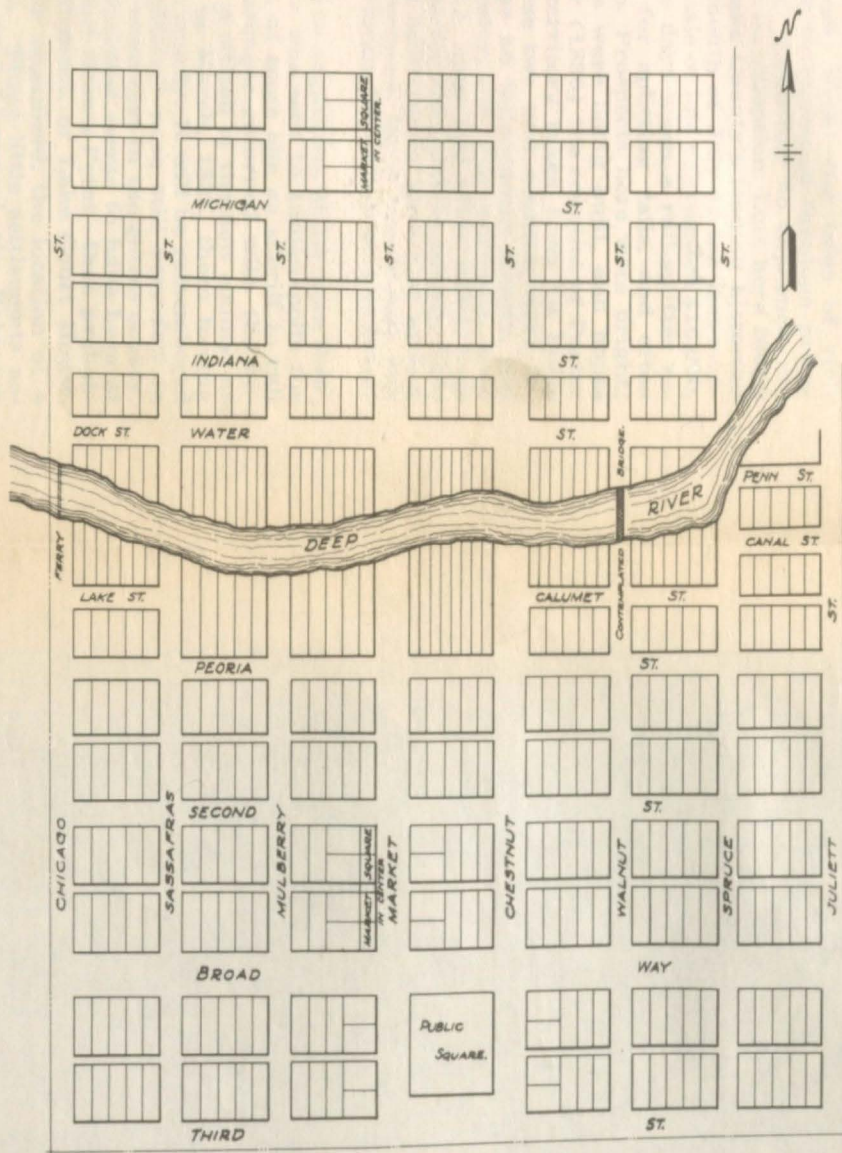 N
MARKET SQUARE
IN CENTER.
MICHIGAN ST.
ST.
ST.
ST.
ST.
ST.
ST.
ST.
INDIANA ST.
DOCK ST. WATER ST.
BRIDGE.
PENN ST.
RIVER
DEEP
CANAL ST.
FERRY
CONTEMPLATED
LAKE ST.
CALUMET ST.
ST.
PEORIA ST.
SECOND ST.
CHICAGO
SASSAFRAS
MULBERRY
MARKET SQUARE
IN CENTER
MARKET
CHESTNUT
WALNUT
SPRUCE
JULIETT
BROAD WAY
PUBLIC
SQUARE.
THIRD ST.